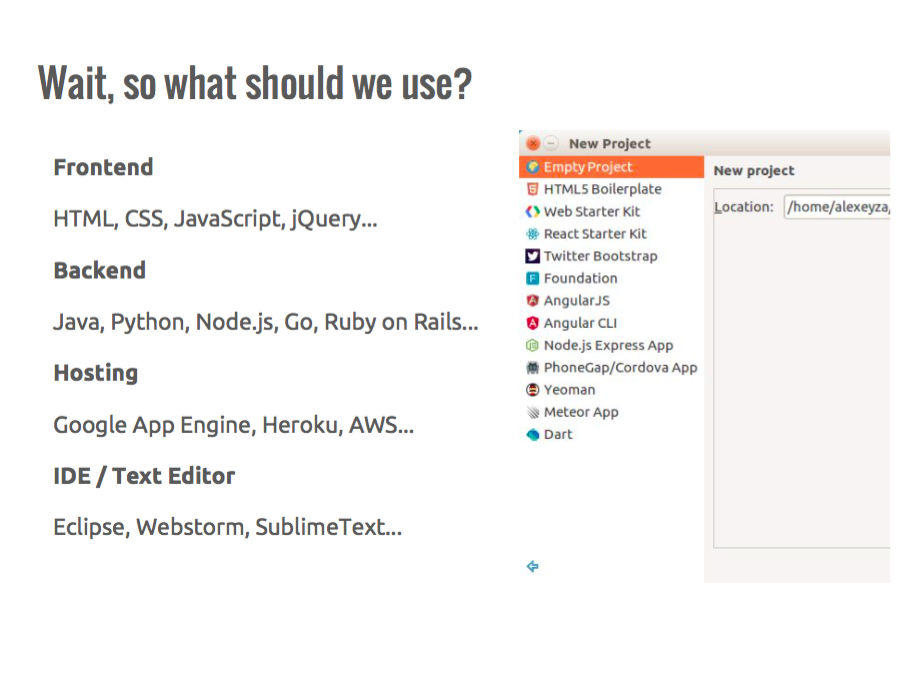 Wait, so what should we use?
Frontend
HTML, CSS, JavaScript, jQuery...
Backend
Java, Python, Node.js, Go, Ruby on Rails...
Hosting
Google App Engine, Heroku, AWS...
IDE / Text Editor
Eclipse, Webstorm, SublimeText...
New Project
Empty Project
HTML5 Boilerplate
Web Starter Kit
React Starter Kit
Twitter Bootstrap
Foundation
AngularJS
Angular CLI
Node.js Express App
PhoneGap/Cordova App
Yeoman
Meteor App
Dart
New project
Location: /home/alexeyza/